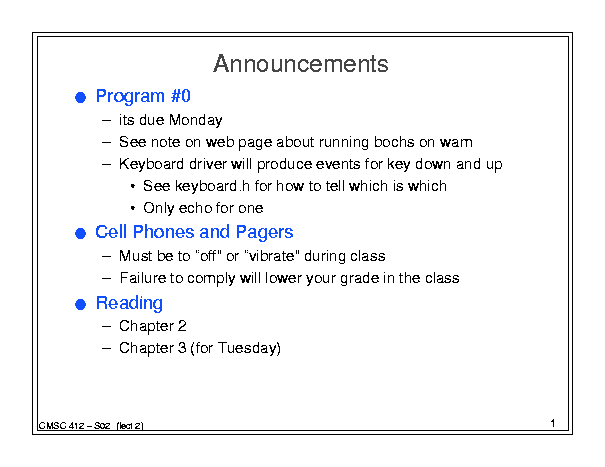 Announcements
● Program #0
– its due Monday
– See note on web page about running bochs on wam
– Keyboard driver will produce events for key down and up
• See keyboard.h for how to tell which is which
• Only echo for one
● Cell Phones and Pagers
– Must be to “off” or “vibrate” during class
– Failure to comply will lower your grade in the class
● Reading
– Chapter 2
– Chapter 3 (for Tuesday)
CMSC 412 – S02 (lect 2)
1